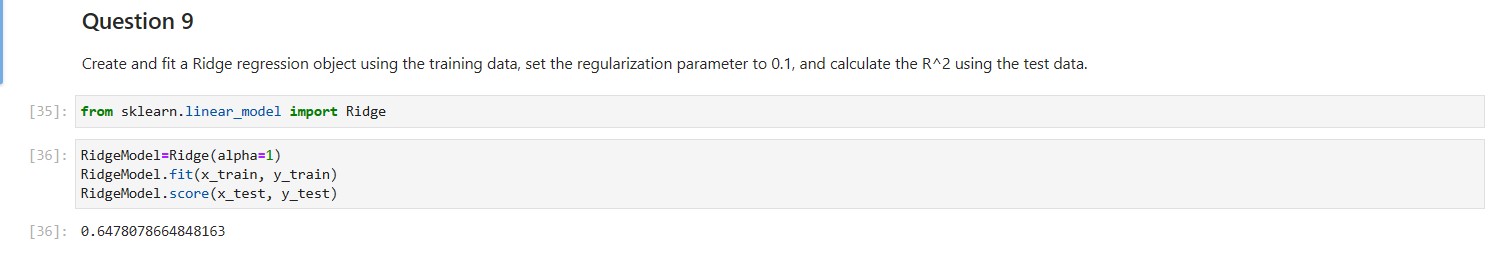 Question 9
Create and fit a Ridge regression object using the training data, set the regularization parameter to 0.1, and calculate the R^2 using the test data.
[35]: from sklearn.linear_model import Ridge
[36]: RidgeModel=Ridge(alpha=1)
RidgeModel.fit(x_train, y_train)
RidgeModel.score(x_test, y_test)
[36]: 0.6478078664848163